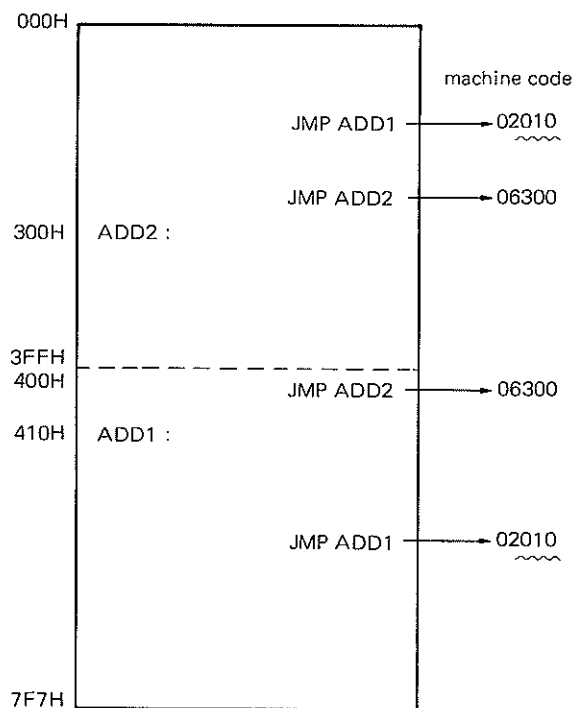 000H
machine code
JMP ADD1 02010
JMP ADD2 06300
300H ADD2 :
3FFH
400H
JMP ADD2 06300
410H ADD1 :
JMP ADD1 02010
7F7H